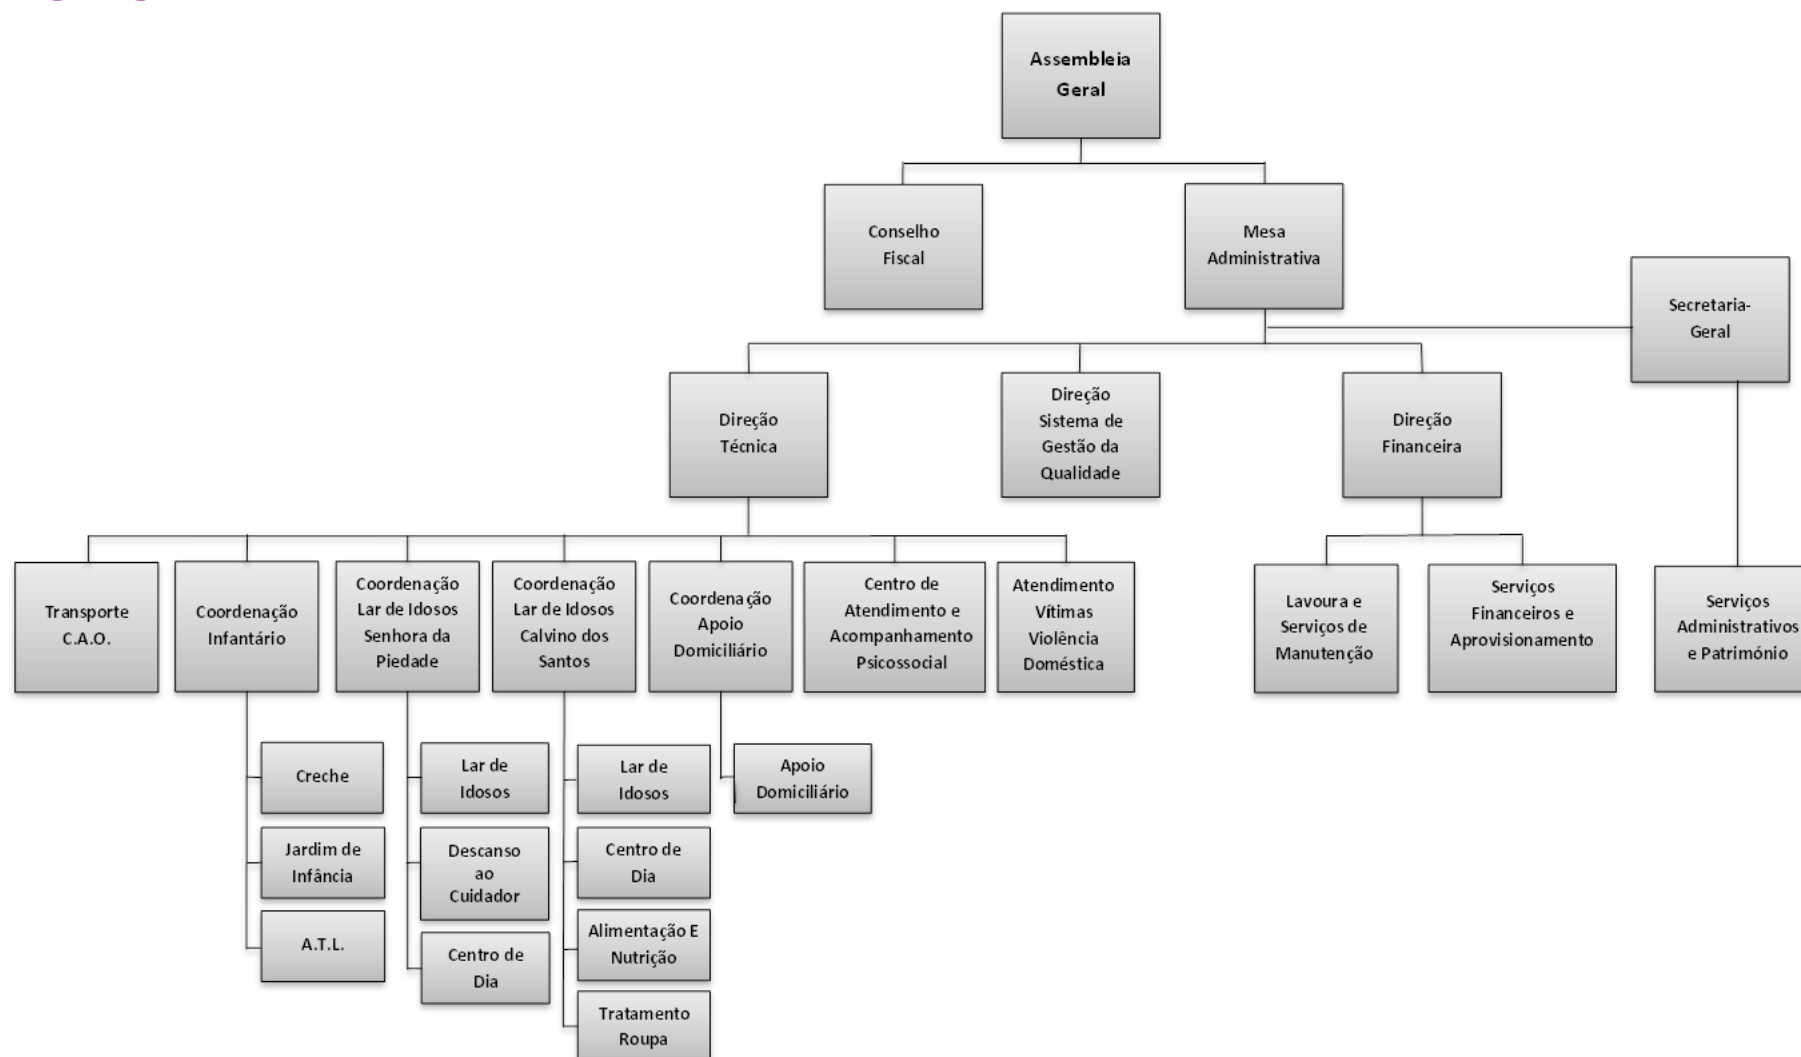 Assembleia
Geral
Conselho
Fiscal
Mesa
Administrativa
Secretaria-
Geral
Direção
Técnica
Direção
Sistema de
Gestão da
Qualidade
Direção
Financeira
Transporte
C.A.O.
Coordenação
Infantário
Coordenação
Lar de Idosos
Senhora da
Piedade
Coordenação
Lar de Idosos
Calvino dos
Santos
Coordenação
Apoio
Domiciliário
Centro de
Atendimento e
Acompanhamento
Psicossocial
Atendimento
Vítimas
Violência
Doméstica
Lavoura e
Serviços de
Manutenção
Serviços
Financeiros e
Aprovisionamento
Serviços
Administrativos
e Património
Creche
Jardim de
Infância
A.T.L.
Lar de
Idosos
Descanso
ao
Cuidador
Centro de
Dia
Lar de
Idosos
Centro de
Dia
Alimentação E
Nutrição
Tratamento
Roupa
Apoio
Domiciliário